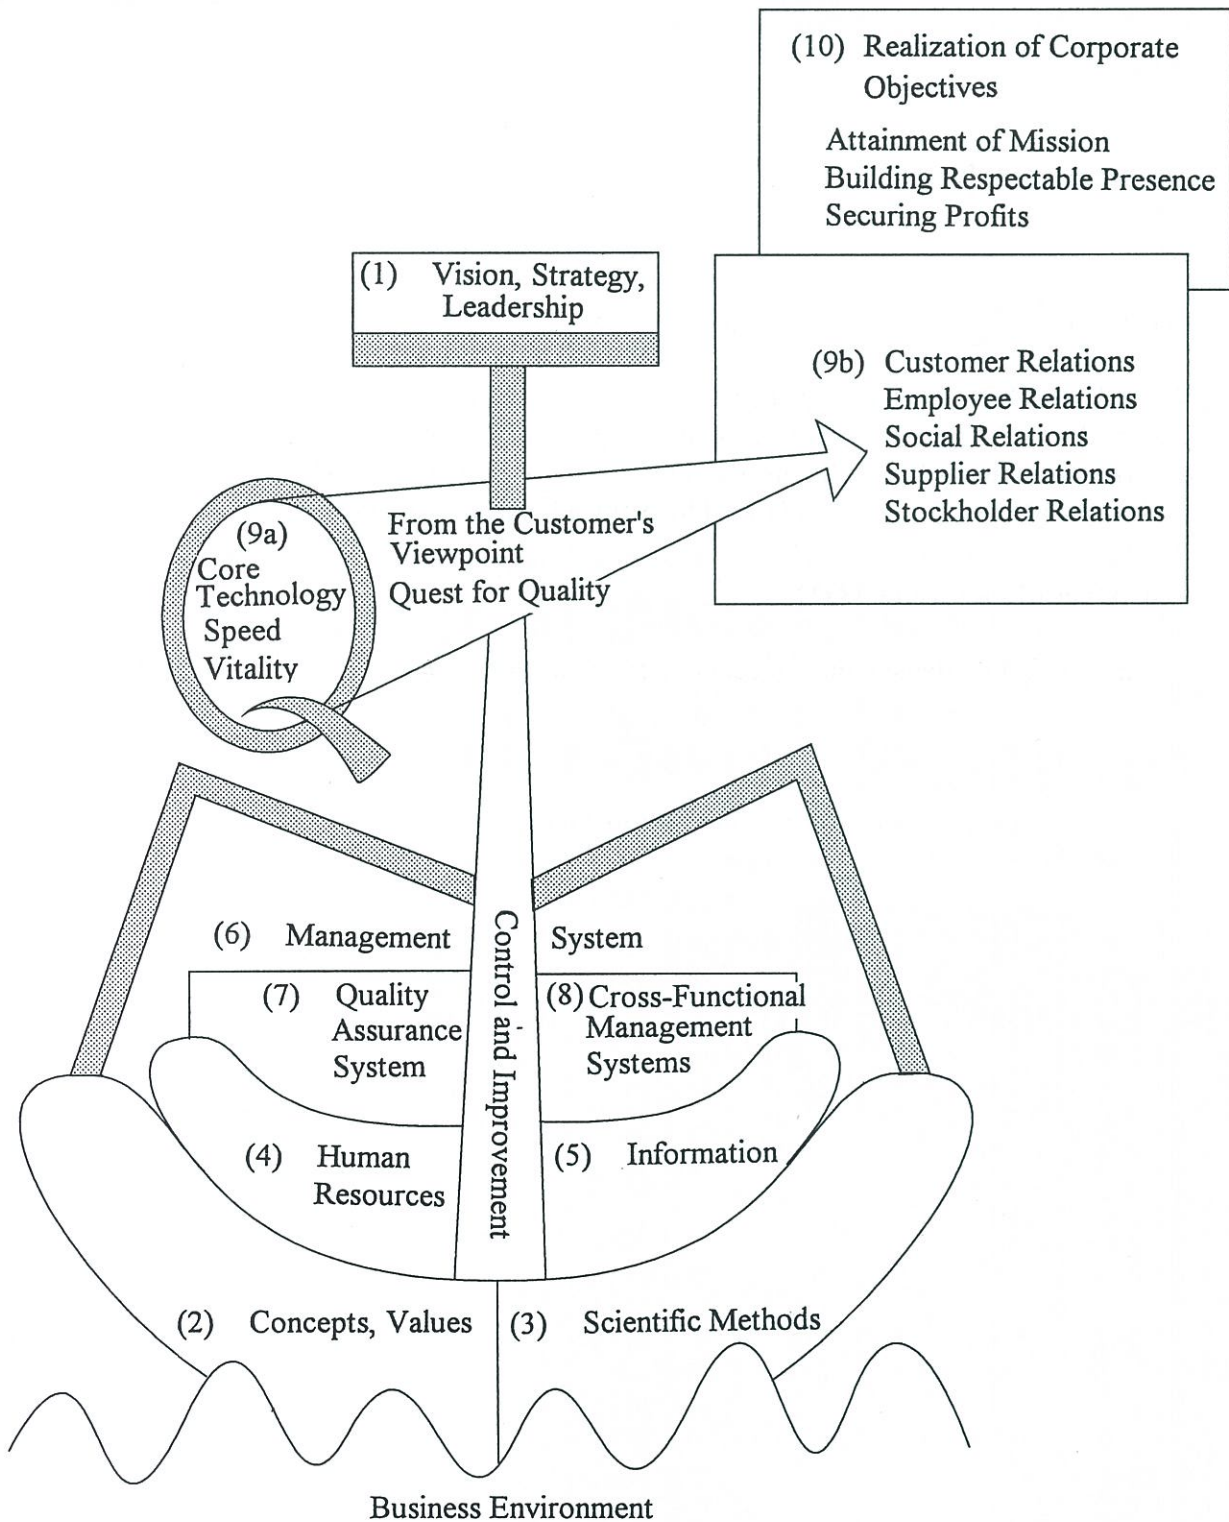 (10) Realization of Corporate
Objectives
Attainment of Mission
Building Respectable Presence
Securing Profits
(1) Vision, Strategy,
Leadership
(9b) Customer Relations
Employee Relations
Social Relations
Supplier Relations
Stockholder Relations
(9a)
Core
Technology
Speed
Vitality
From the Customer's
Viewpoint
Quest for Quality
Control and Improvement
(6) Management System
(7) Quality
Assurance
System
(8) Cross-Functional
Management
Systems
(4) Human
Resources
(5) Information
(2) Concepts, Values
(3) Scientific Methods
Business Environment